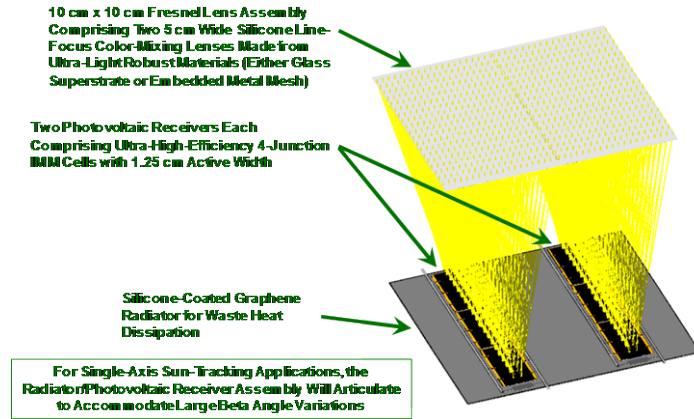 10 cm x 10 cm Fresnel Lens Assembly
Comprising Two 5 cm Wide Silicone Line-
Focus Color-Mixing Lenses Made from
Ultra-Light Robust Materials (Either Glass
Superstrate or Embedded Metal Mesh)
Two Photovoltaic Receivers Each
Comprising Ultra-High-Efficiency 4-Junction
IMM Cells with 1.25 cm Active Width
Silicone-Coated Graphene
Radiator for Waste Heat
Dissipation
For Single-Axis Sun-Tracking Applications, the
Radiator/Photovoltaic Receiver Assembly Will Articulate
to Accommodate Large Beta Angle Variations